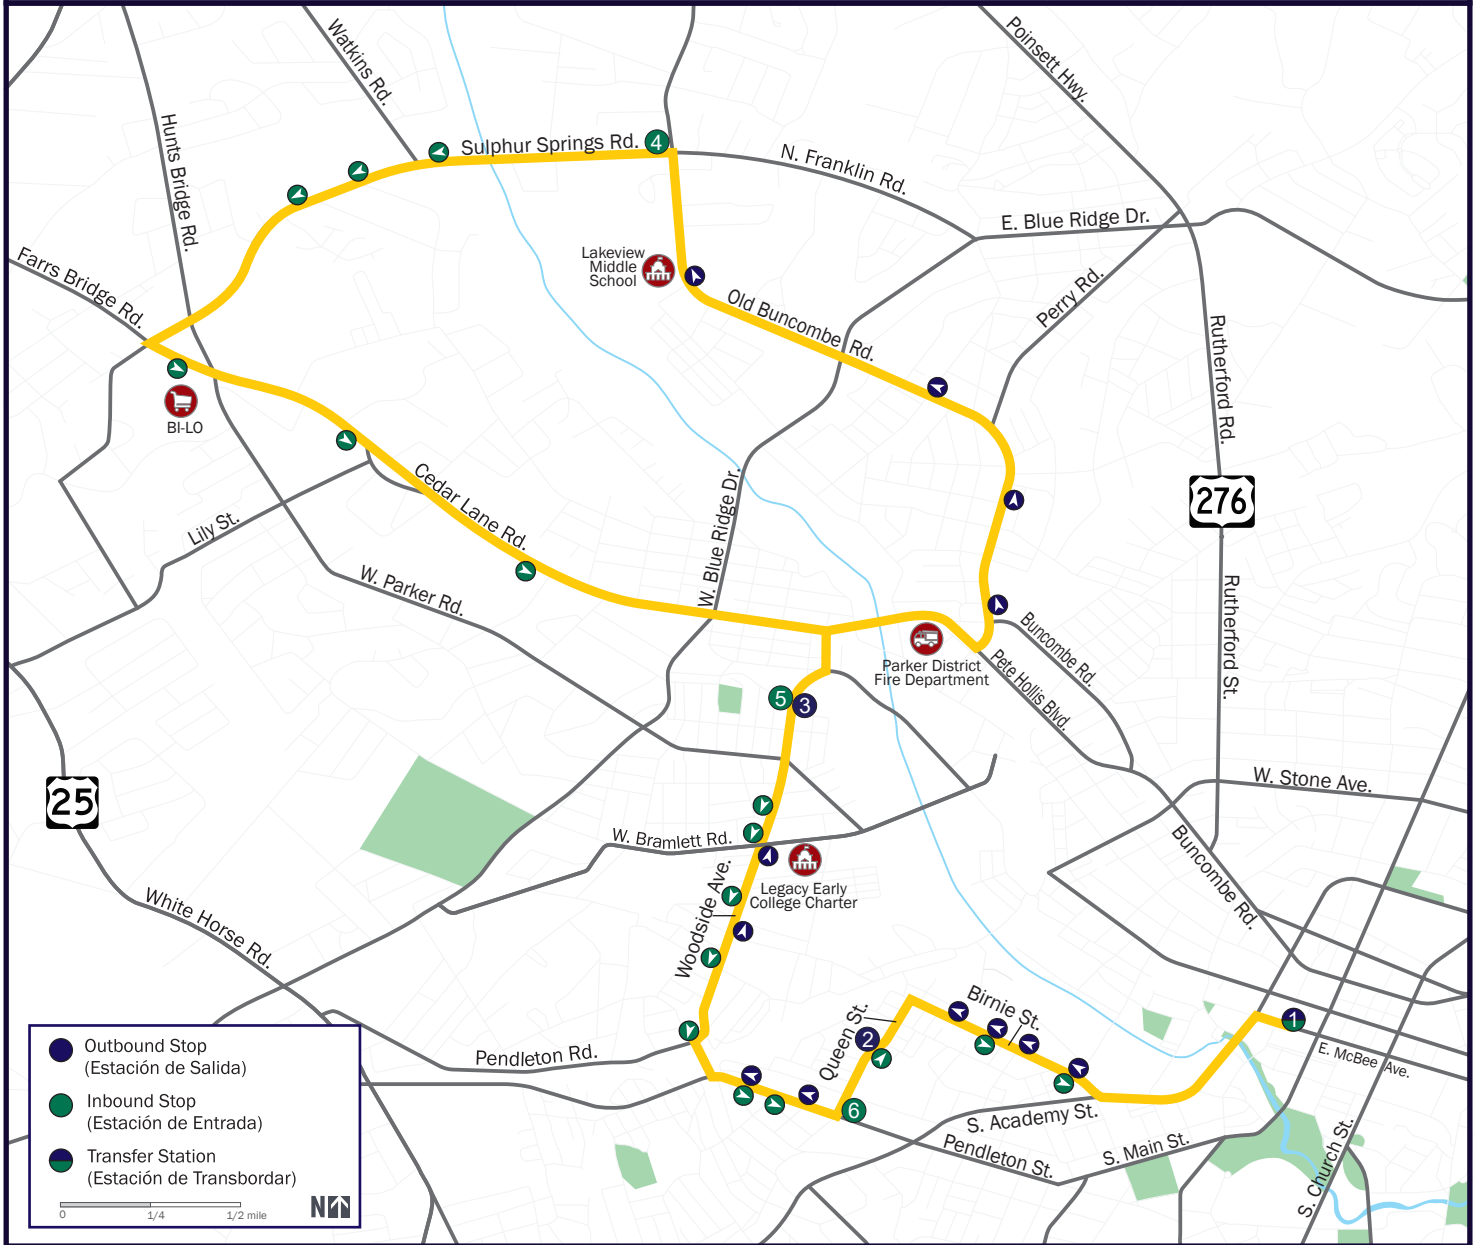 Poinsett Hwy.
Watkins Rd.
Hunts Bridge Rd.
Sulphur Springs Rd.
4
N. Franklin Rd.
E. Blue Ridge Dr.
Farrs Bridge Rd.
Lakeview
Middle
School
Old Buncombe Rd.
Perry Rd.
Rutherford Rd.
BI-LO
Cedar Lane Rd.
W. Blue Ridge Dr.
276
Lily St.
W. Parker Rd.
Rutherford St.
Buncombe Rd.
Pete Hollis Blvd.
Parker District
Fire Department
5
3
25
W. Stone Ave.
W. Bramlett Rd.
Buncombe Rd.
Legacy Early
College Charter
Woodside Ave.
White Horse Rd.
Birnie St.
Queen St.
2
1
E. McBee Ave.
Pendleton Rd.
6
S. Academy St.
Pendleton St.
S. Main St.
S. Church St.
Outbound Stop
(Estación de Salida)
Inbound Stop
(Estación de Entrada)
Transfer Station
(Estación de Transbordar)
0 1/4 1/2 mile
N